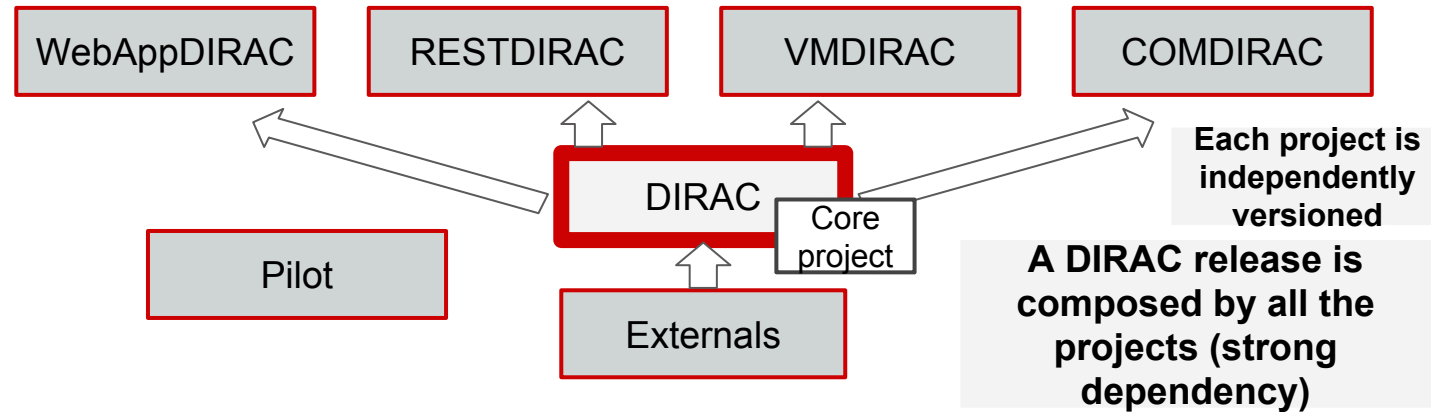 WebAppDIRAC
RESTDIRAC
VMDIRAC
COMDIRAC
Each project is
independently
versioned
DIRAC
Core
project
Pilot
Externals
A DIRAC release is
composed by all the
projects (strong
dependency)